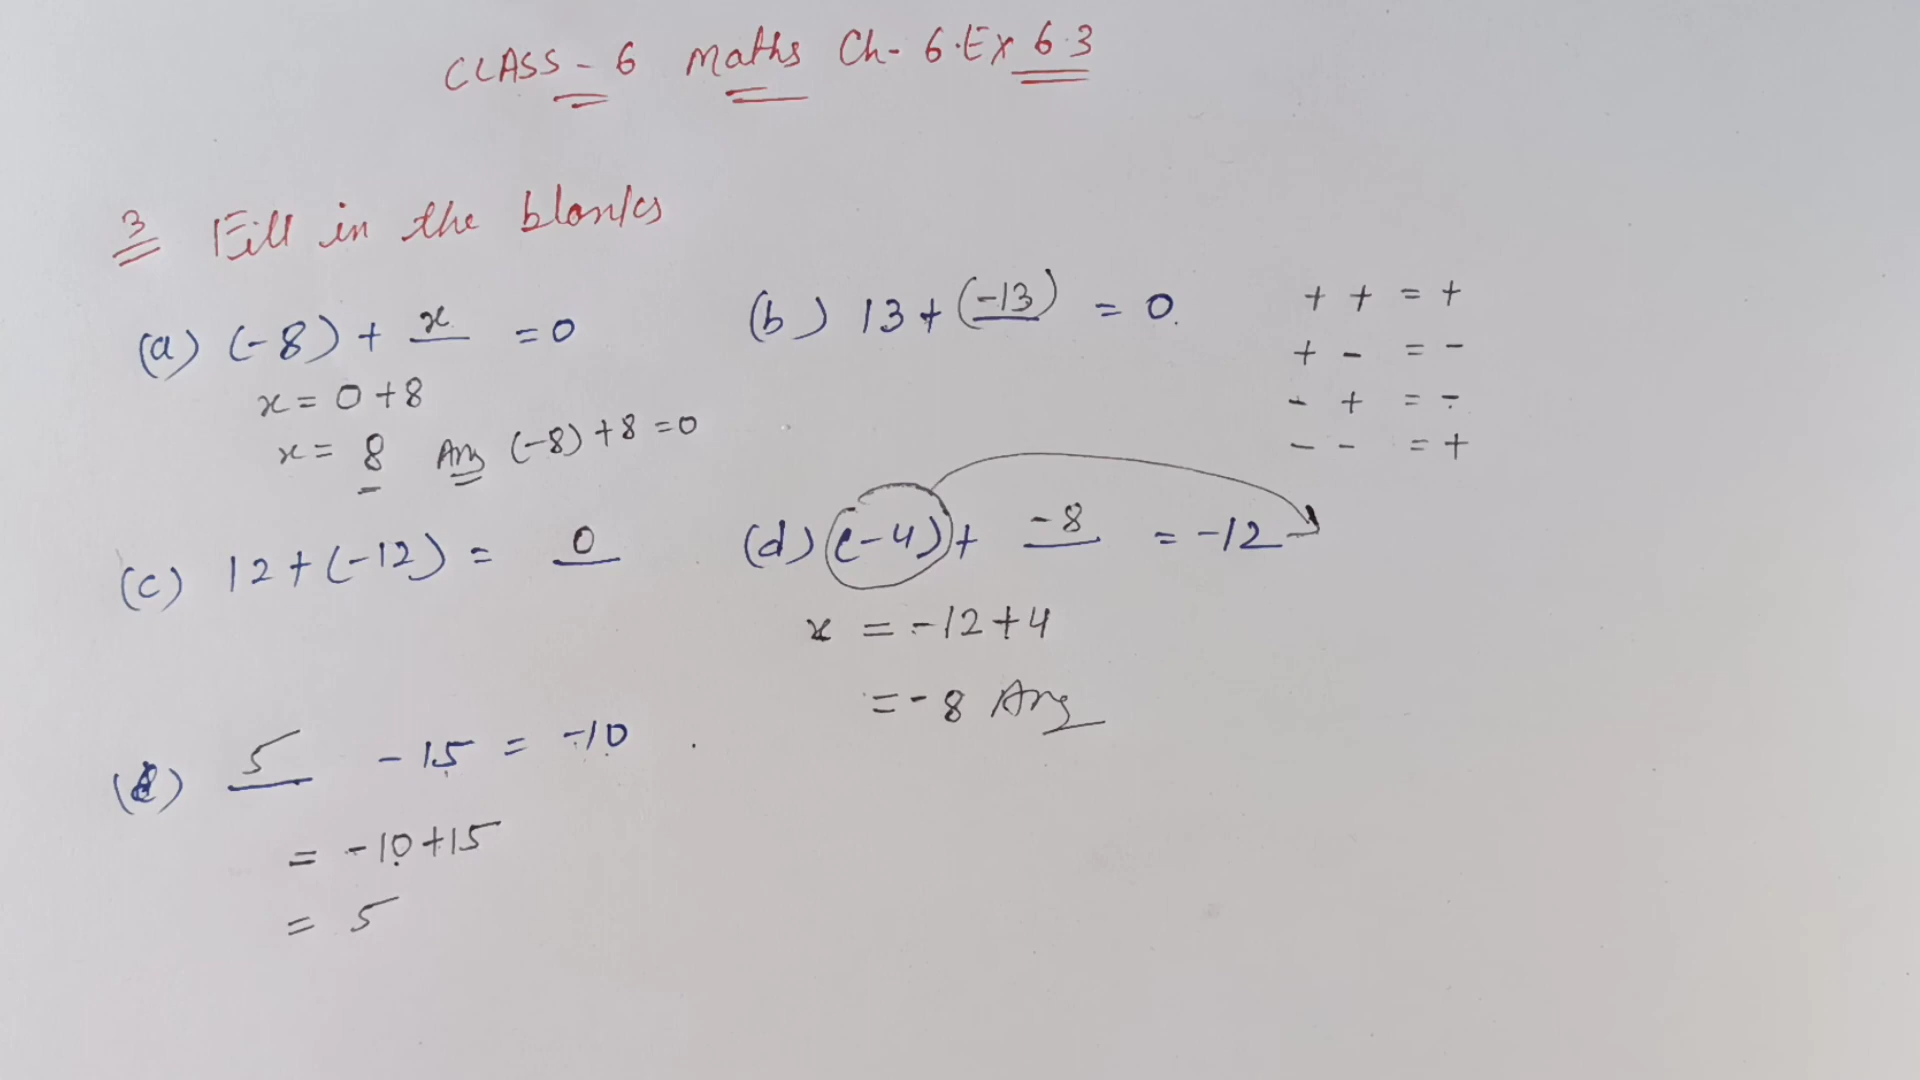 CLASS - 6 Maths Ch- 6.Ex 6.3
3 Fill in the blanks
(a) (-8) + x = 0
x = 0 + 8
x = 8 Ans (-8) + 8 = 0
(b) 13 + (-13) = 0.
+ + = +
+ - = -
- + = -
- - = +
(c) 12 + (-12) = 0
(d) (-4) + -8 = -12
x = -12 + 4
= -8 Ans
(e) 5 - 15 = -10
= -10 + 15
= 5